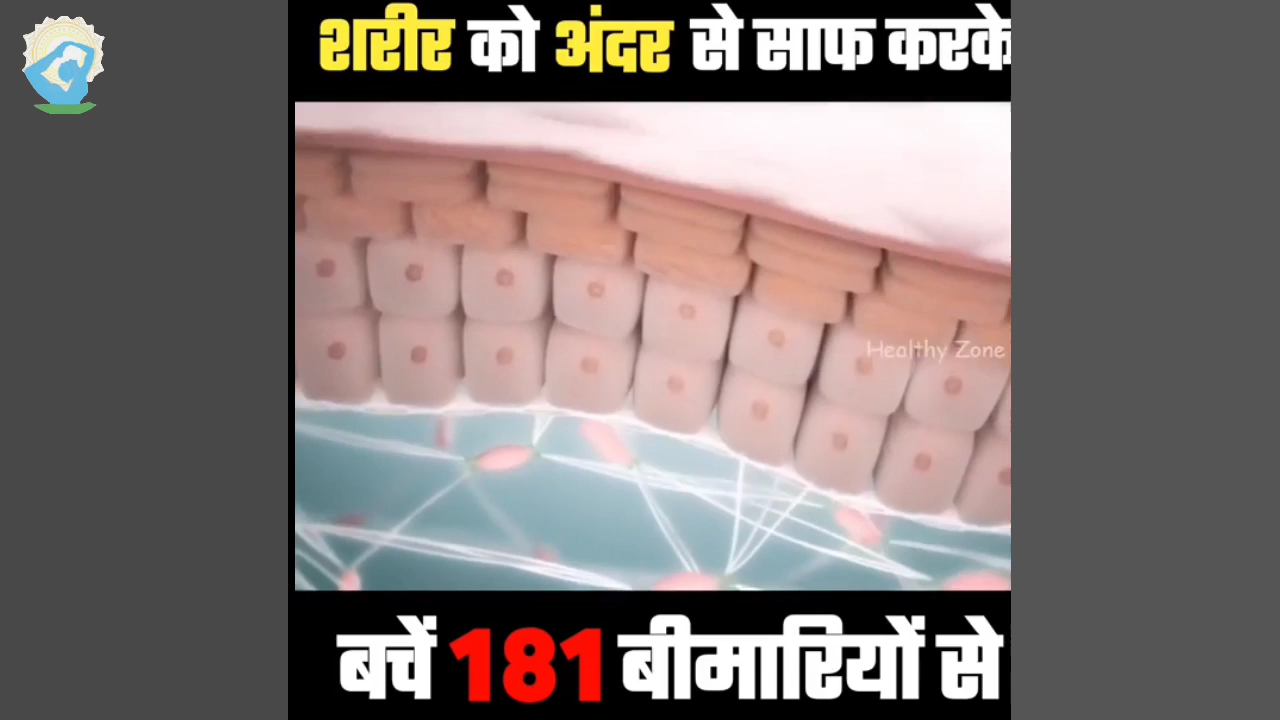 शरीर को अंदर से साफ करके
Healthy Zone
बचें 181 बीमारियों से